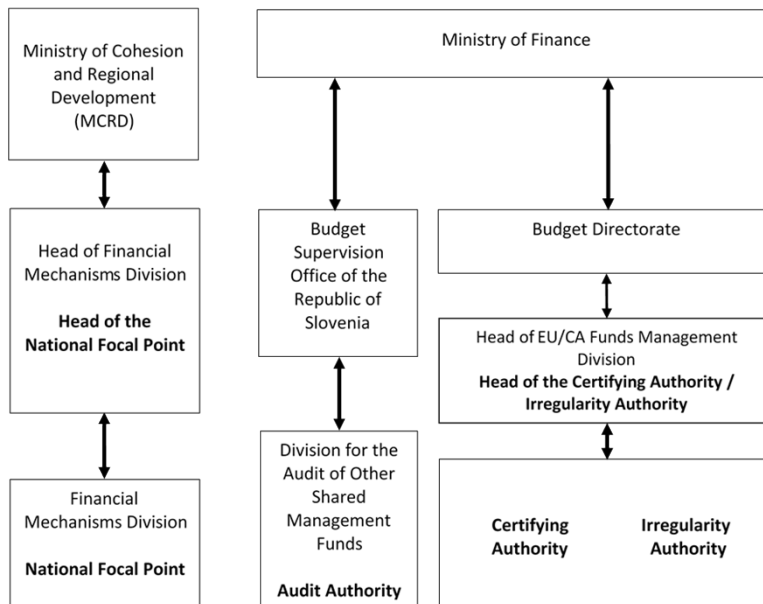 Ministry of Cohesion
and Regional
Development
(MCRD)
Ministry of Finance
Head of Financial
Mechanisms Division
Head of the
National Focal Point
Budget
Supervision
Office of the
Republic of
Slovenia
Budget Directorate
Head of EU/CA Funds Management
Division
Head of the Certifying Authority /
Irregularity Authority
Financial
Mechanisms Division
National Focal Point
Division for the
Audit of Other
Shared
Management
Funds
Audit Authority
Certifying
Authority
Irregularity
Authority